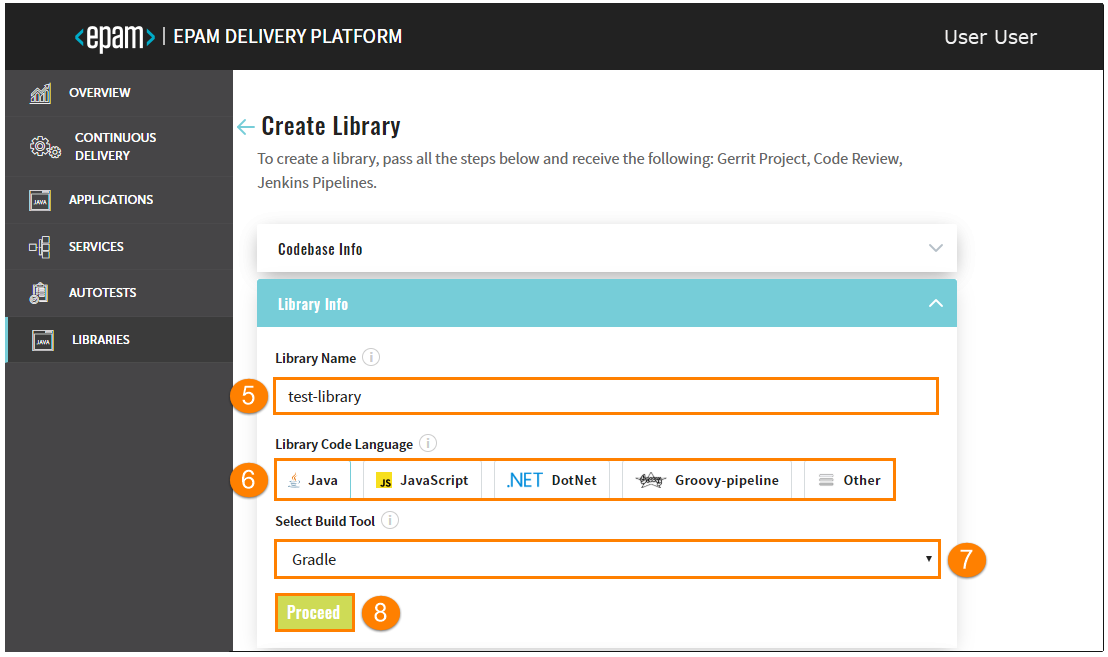 <epam> | EPAM DELIVERY PLATFORM
User User
OVERVIEW
CONTINUOUS
DELIVERY
JAVA
APPLICATIONS
SERVICES
AUTOTESTS
JAVA
LIBRARIES
Create Library
To create a library, pass all the steps below and receive the following: Gerrit Project, Code Review,
Jenkins Pipelines.
Codebase Info
Library Info
Library Name i
5
test-library
Library Code Language i
6
Java
JS JavaScript
.NET DotNet
Groovy-pipeline
Other
Select Build Tool i
Gradle
7
Proceed
8